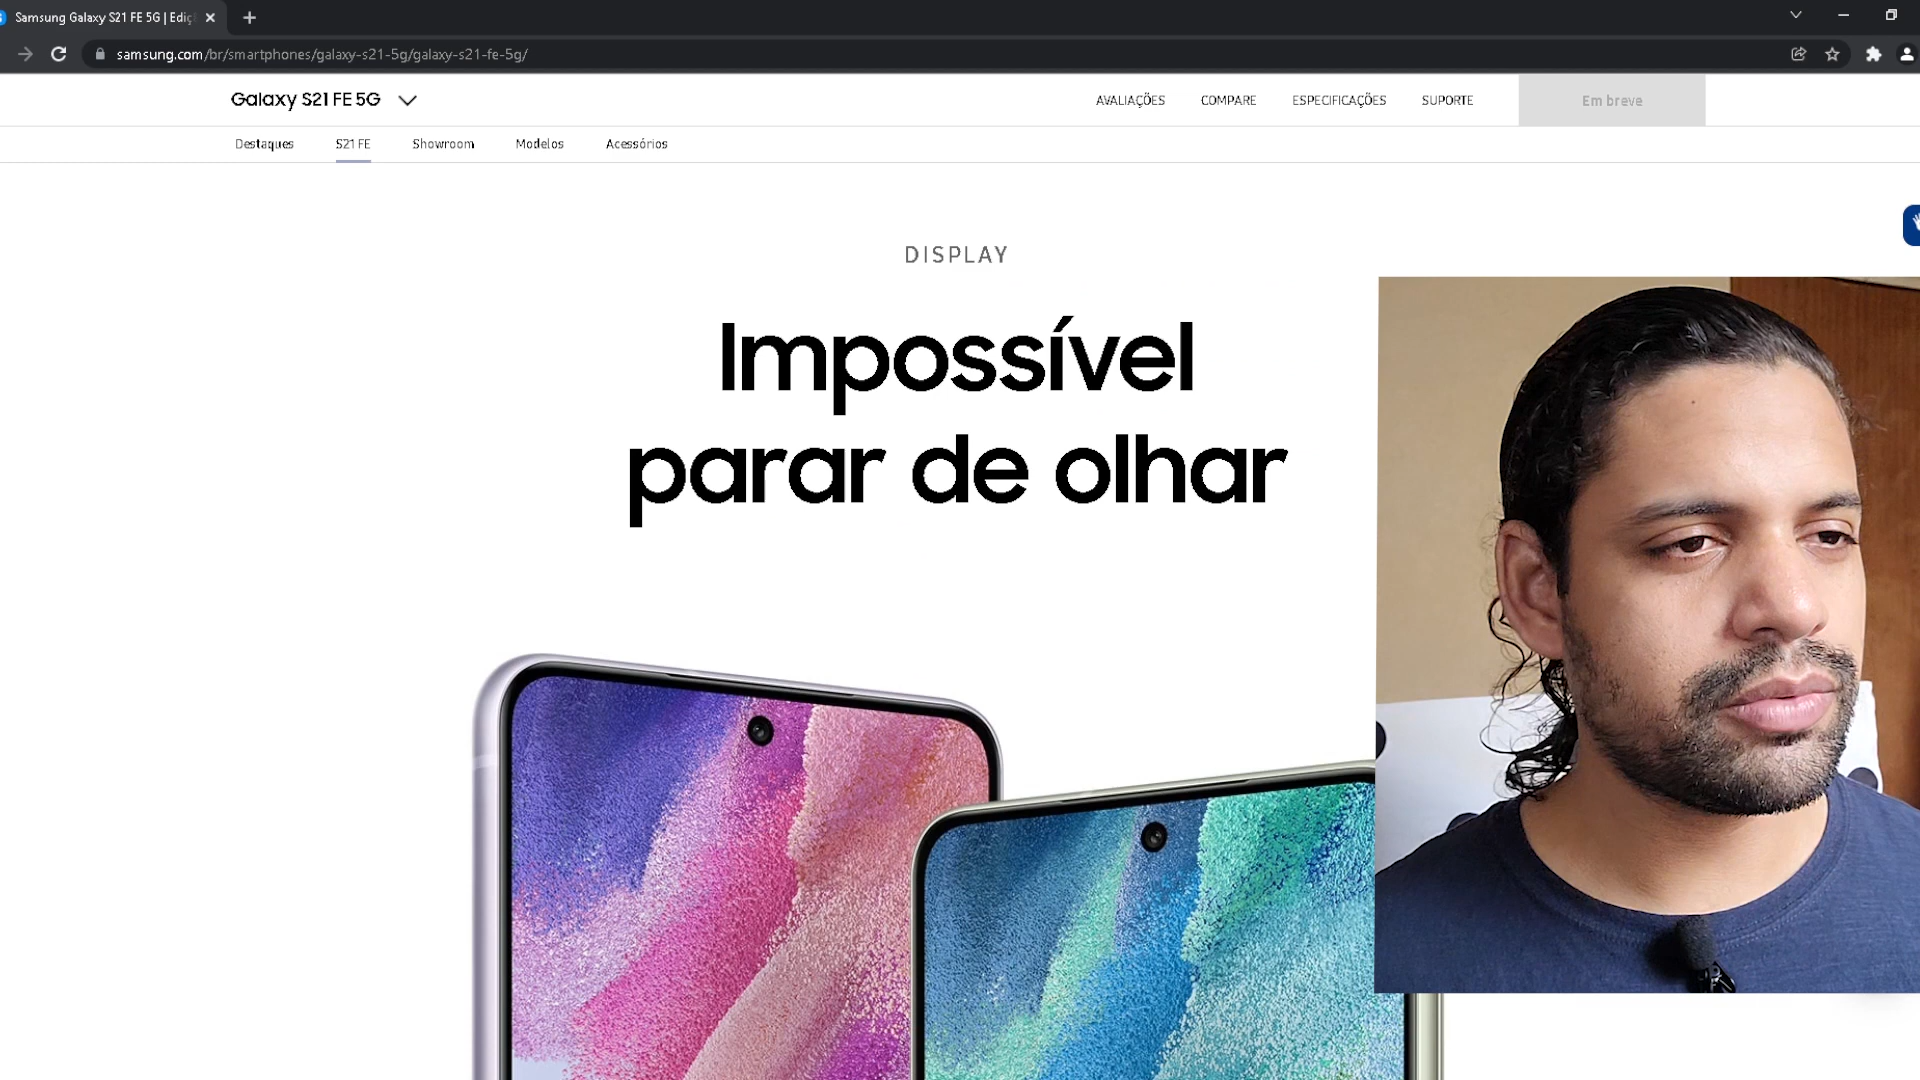 Samsung Galaxy S21 FE 5G | Ediç
samsung.com/br/smartphones/galaxy-s21-5g/galaxy-s21-fe-5g/
Galaxy S21 FE 5G
AVALIAÇÕES COMPARE ESPECIFICAÇÕES SUPORTE Em breve
Destaques S21 FE Showroom Modelos Acessórios
DISPLAY
Impossível
parar de olhar